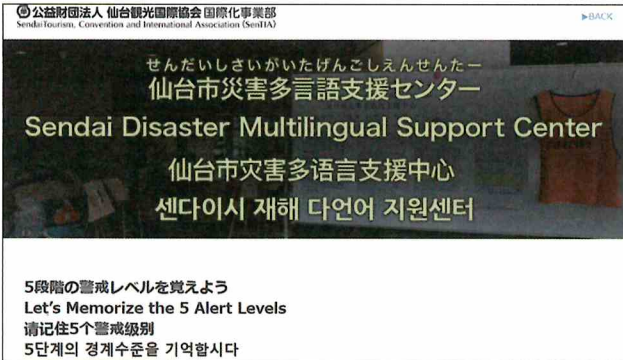 公益財団法人 仙台観光国際協会 国際化事業部
SendaiTourism, Convention and International Association (SenTIA)
▶BACK
せんだいしさいがいたげんごしえんせんたー
仙台市災害多言語支援センター
Sendai Disaster Multilingual Support Center
仙台市灾害多语言支援中心
센다이시 재해 다언어 지원센터
5段階の警戒レベルを覚えよう
Let's Memorize the 5 Alert Levels
请记住5个警戒级别
5단계의 경계수준을 기억합시다